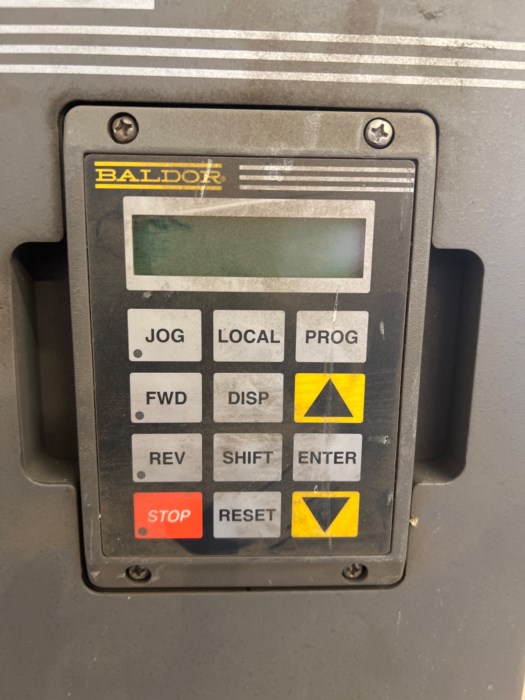 BALDOR
JOG LOCAL PROG
FWD DISP
REV SHIFT ENTER
STOP RESET